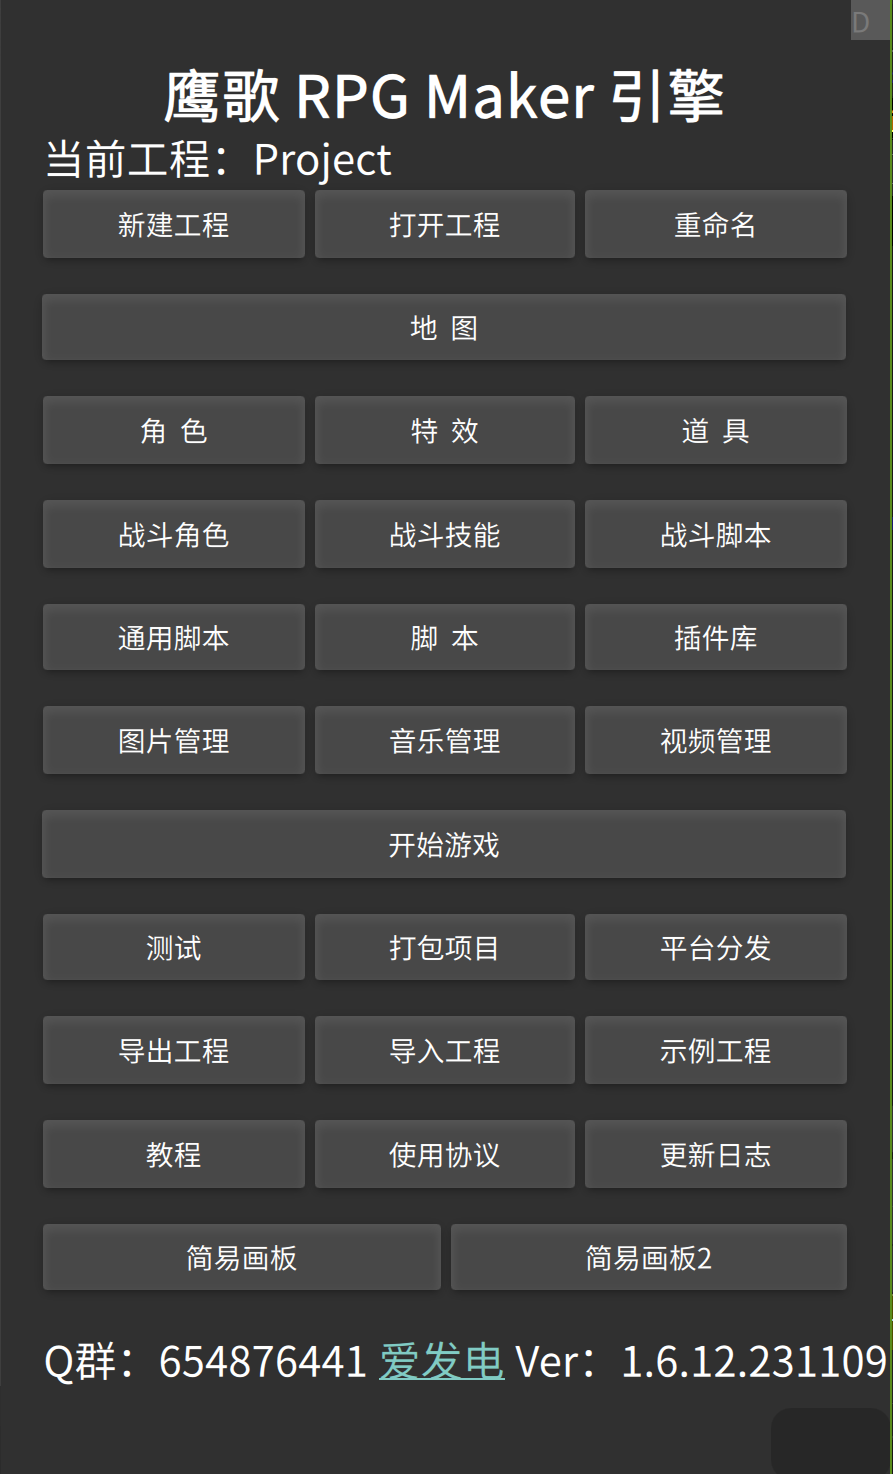 D
鹰歌 RPG Maker 引擎
当前工程：Project
新建工程 打开工程 重命名
地 图
角 色 特 效 道 具
战斗角色 战斗技能 战斗脚本
通用脚本 脚 本 插件库
图片管理 音乐管理 视频管理
开始游戏
测试 打包项目 平台分发
导出工程 导入工程 示例工程
教程 使用协议 更新日志
简易画板 简易画板2
Q群：654876441 爱发电 Ver：1.6.12.231109